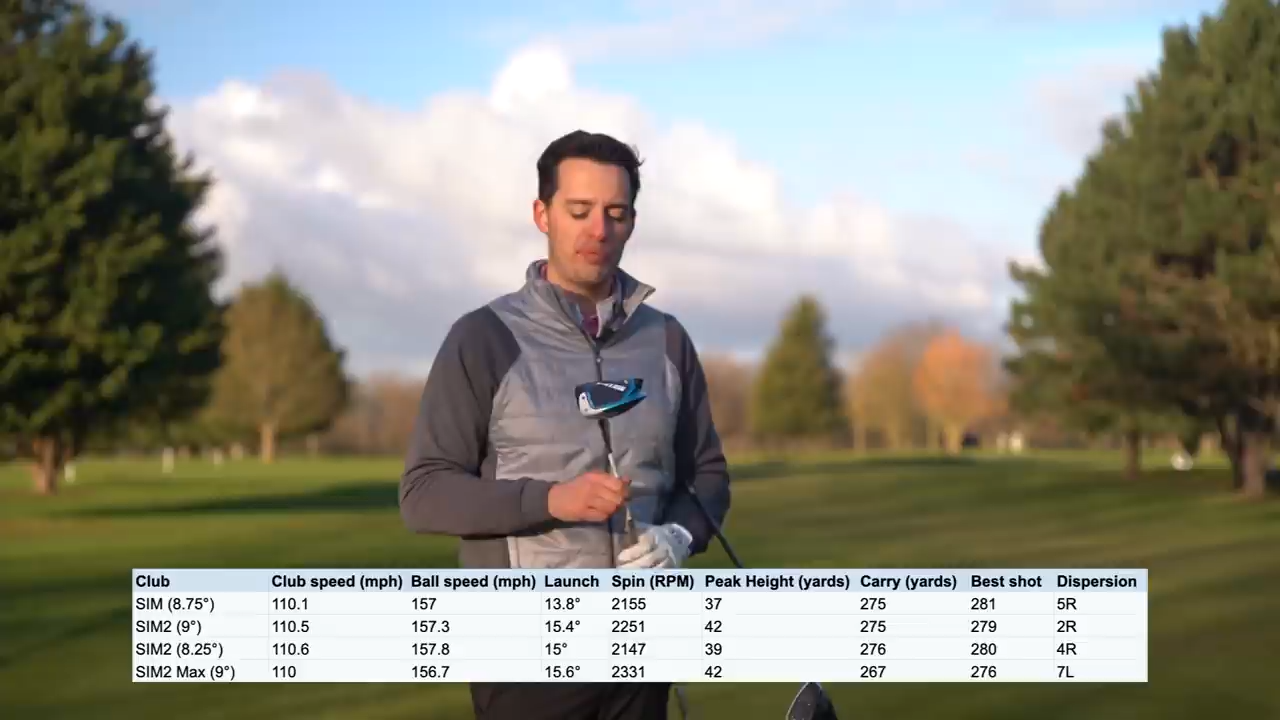 Club Club speed (mph) Ball speed (mph) Launch Spin (RPM) Peak Height (yards) Carry (yards) Best shot Dispersion
SIM (8.75°) 110.1 157 13.8° 2155 37 275 281 5R
SIM2 (9°) 110.5 157.3 15.4° 2251 42 275 279 2R
SIM2 (8.25°) 110.6 157.8 15° 2147 39 276 280 4R
SIM2 Max (9°) 110 156.7 15.6° 2331 42 267 276 7L